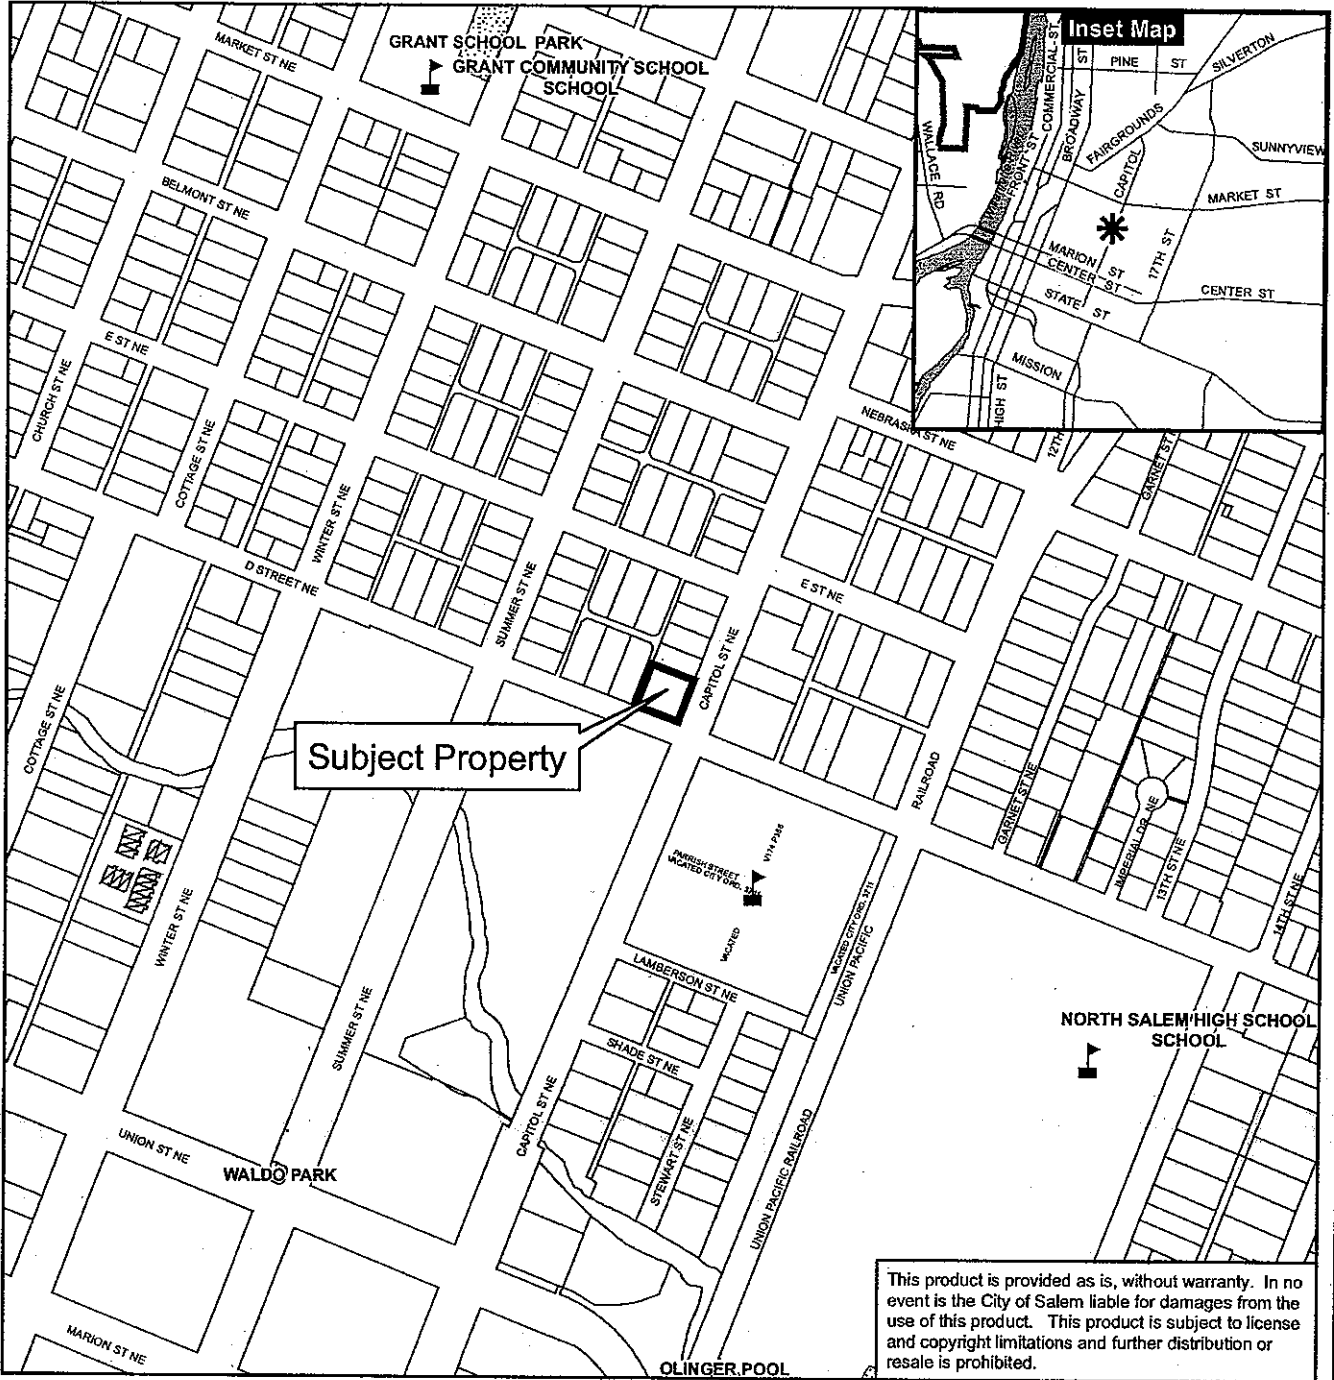 MARKET ST NE
GRANT SCHOOL PARK
GRANT COMMUNITY SCHOOL
SCHOOL
Inset Map
COMMERCIAL ST
ST
PINE ST
SILVERTON
BROADWAY
FAIRGROUNDS
SUNNYVIEW
WALLACE RD
FRONT ST
CAPITOL
MARKET ST
MARION ST
CENTER ST
17TH ST
CENTER ST
STATE ST
MISSION
HIGH ST
12TH
BELMONT ST NE
E ST NE
CHURCH ST NE
COTTAGE ST NE
WINTER ST NE
NEBRASKA ST NE
GARNET ST
D STREET NE
SUMMER ST NE
E ST NE
CAPITOL ST NE
COTTAGE ST NE
Subject Property
RAILROAD
GARNET ST NE
IMPERIAL DR NE
13TH ST NE
14TH ST NE
PARRISH STREET
VACATED CITY ORD.
V174 P355
VACATED
VACATED CITY ORD. 3711
UNION PACIFIC
WINTER ST NE
LAMBERSON ST NE
SUMMER ST NE
SHADE ST NE
NORTH SALEM HIGH SCHOOL
SCHOOL
CAPITOL ST NE
STEWART ST NE
UNION PACIFIC RAILROAD
UNION ST NE
WALDO PARK
MARION ST NE
OLINGER POOL
This product is provided as is, without warranty. In no
event is the City of Salem liable for damages from the
use of this product. This product is subject to license
and copyright limitations and further distribution or
resale is prohibited.